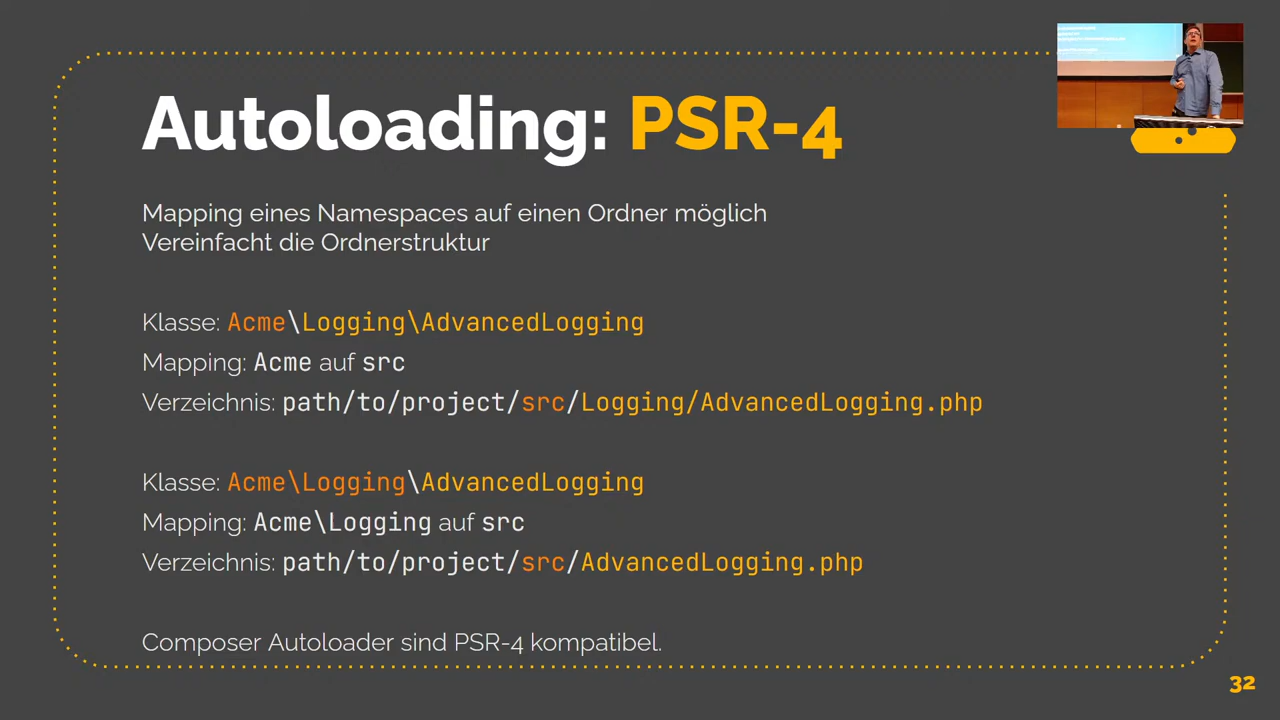 Autoloading: PSR-4
Mapping eines Namespaces auf einen Ordner möglich
Vereinfacht die Ordnerstruktur
Klasse: Acme\Logging\AdvancedLogging
Mapping: Acme auf src
Verzeichnis: path/to/project/src/Logging/AdvancedLogging.php
Klasse: Acme\Logging\AdvancedLogging
Mapping: Acme\Logging auf src
Verzeichnis: path/to/project/src/AdvancedLogging.php
Composer Autoloader sind PSR-4 kompatibel.
32